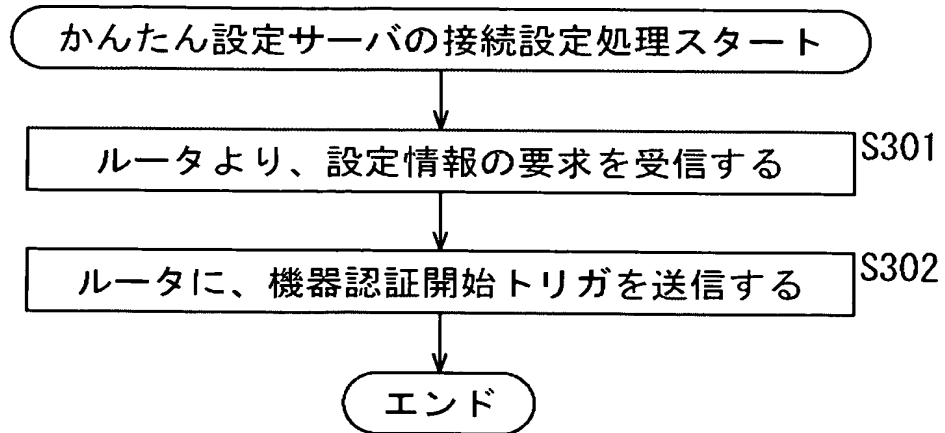 かんたん設定サーバの接続設定処理スタート
ルータより、設定情報の要求を受信する
S301
ルータに、機器認証開始トリガを送信する
S302
エンド